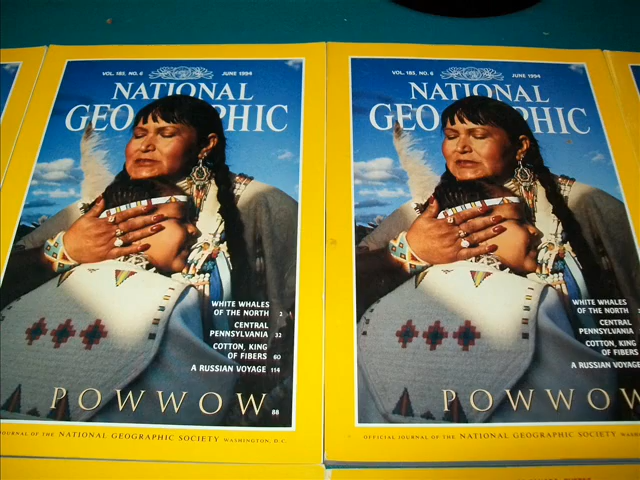 VOL. 185, NO. 6 JUNE 1994
NATIONAL
GEOGRAPHIC
WHITE WHALES
OF THE NORTH 2
CENTRAL
PENNSYLVANIA 32
COTTON, KING
OF FIBERS 60
A RUSSIAN VOYAGE 114
POWWOW 88
JOURNAL OF THE NATIONAL GEOGRAPHIC SOCIETY WASHINGTON, D.C.
VOL. 185, NO. 6 JUNE 1994
NATIONAL
GEOGRAPHIC
WHITE WHALES
OF THE NORTH
CENTRAL
PENNSYLVANIA
COTTON, KING
OF FIBERS
A RUSSIAN VOYAGE
POWWOW
OFFICIAL JOURNAL OF THE NATIONAL GEOGRAPHIC SOCIETY